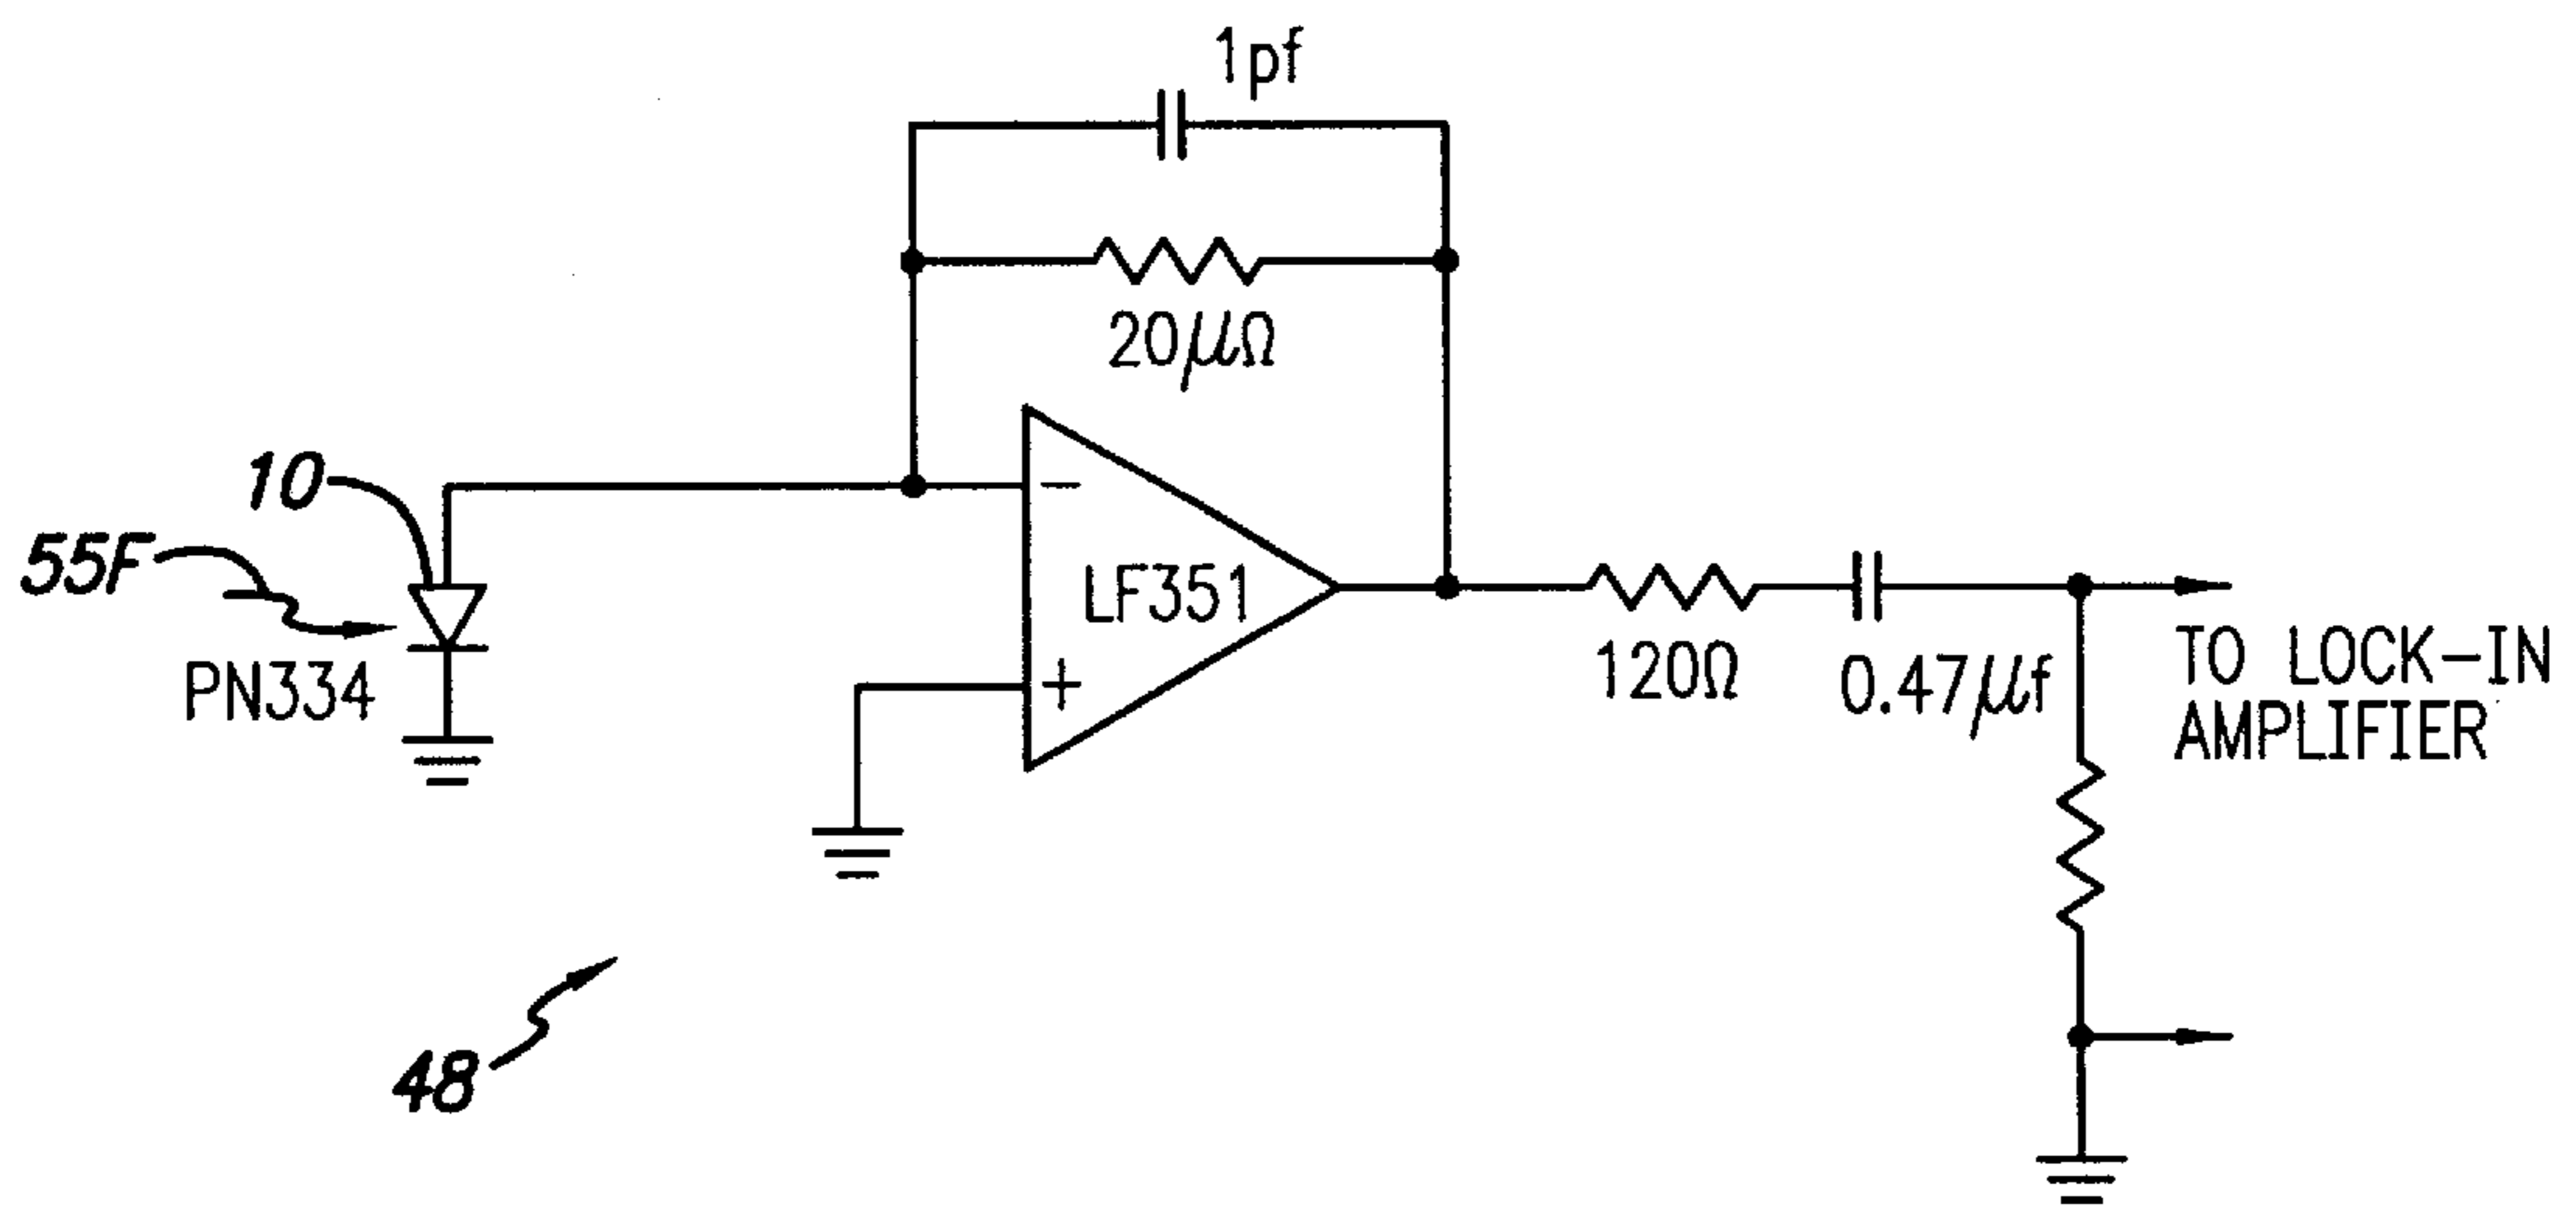 1pf
20μΩ
10
55F
PN334
LF351
−
+
120Ω
0.47μf
TO LOCK-IN
AMPLIFIER
48